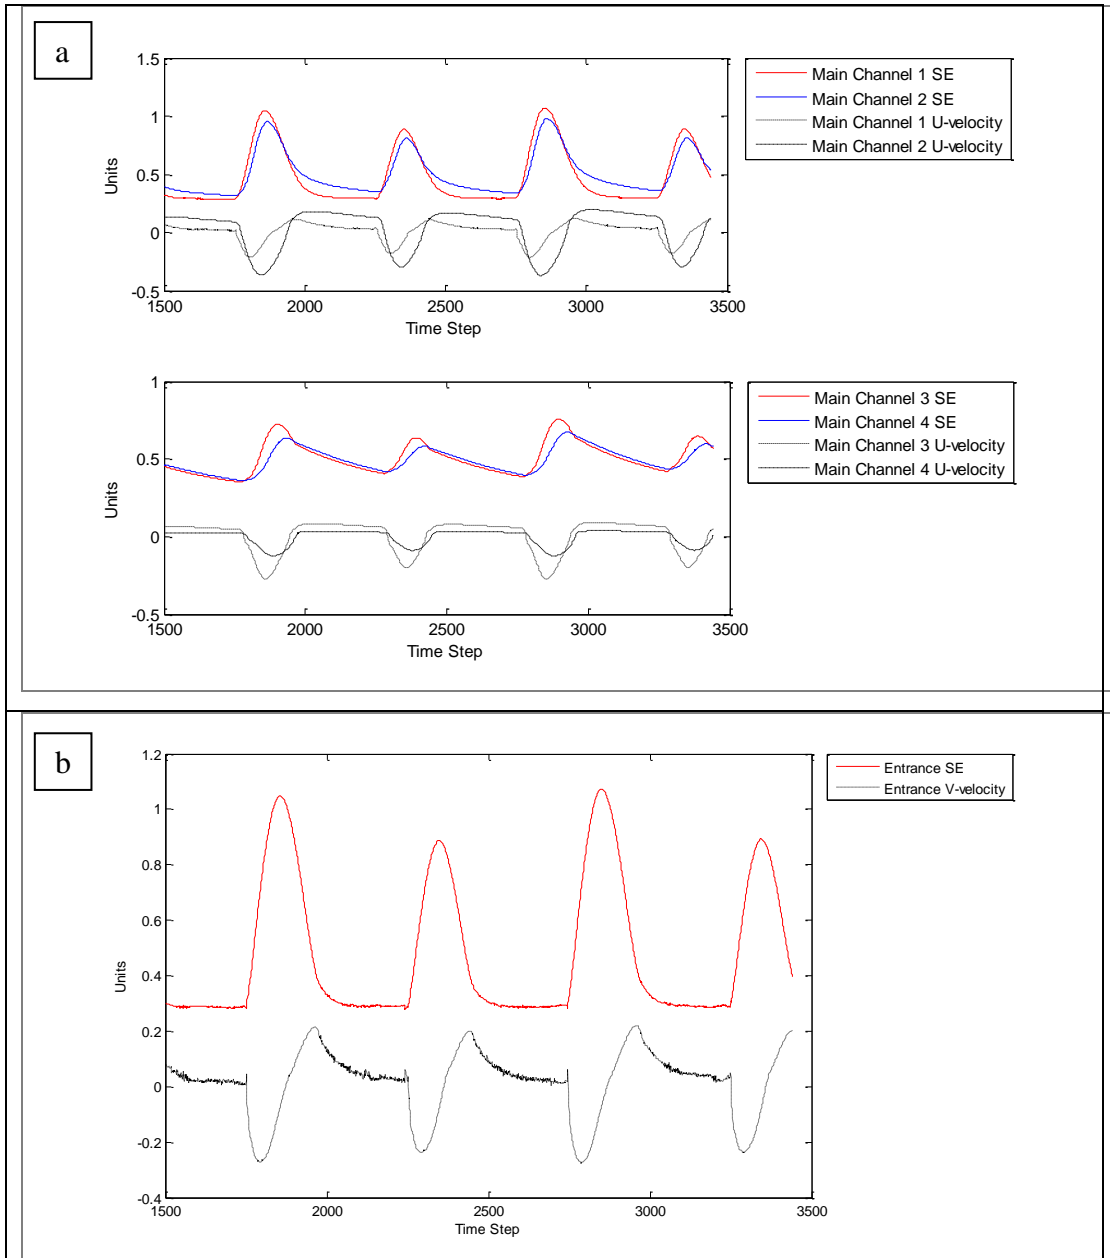 a
1.5
1
0.5
0
-0.5
Units
1500 2000 2500 3000 3500
Time Step
Main Channel 1 SE
Main Channel 2 SE
Main Channel 1 U-velocity
Main Channel 2 U-velocity
1
0.5
0
-0.5
Units
1500 2000 2500 3000 3500
Time Step
Main Channel 3 SE
Main Channel 4 SE
Main Channel 3 U-velocity
Main Channel 4 U-velocity
b
1.2
1
0.8
0.6
0.4
0.2
0
-0.2
-0.4
Units
1500 2000 2500 3000 3500
Time Step
Entrance SE
Entrance V-velocity